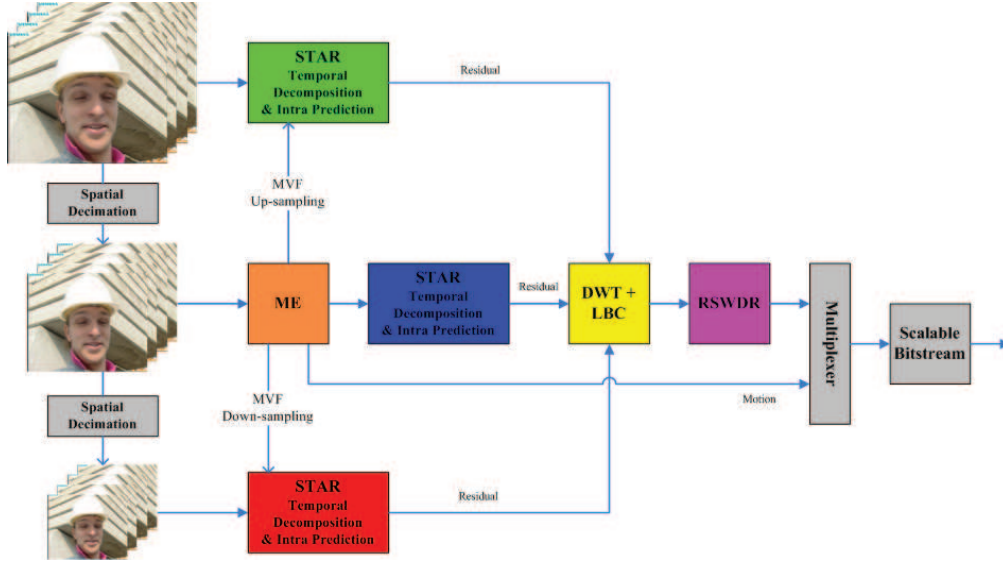 STAR
Temporal
Decomposition
& Intra Prediction
Residual
Spatial
Decimation
MVF
Up-sampling
ME
STAR
Temporal
Decomposition
& Intra Prediction
Residual
DWT +
LBC
RSWDR
Multiplexer
Scalable
Bitstream
Motion
Spatial
Decimation
MVF
Down-sampling
STAR
Temporal
Decomposition
& Intra Prediction
Residual